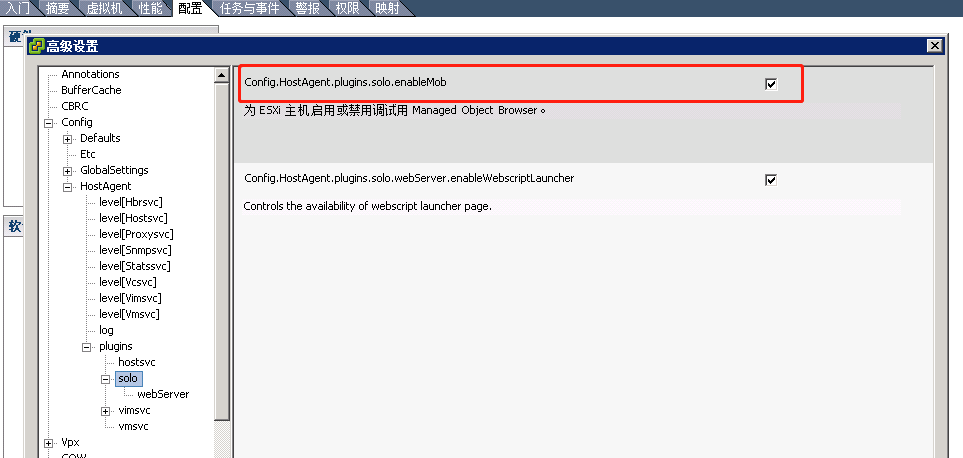 入门 摘要 虚拟机 性能 配置 任务与事件 警报 权限 映射
高级设置
Annotations
BufferCache
CBRC
Config
Defaults
Etc
GlobalSettings
HostAgent
level[Hbrsvc]
level[Hostsvc]
level[Proxysvc]
level[Snmpsvc]
level[Statssvc]
level[Vcsvc]
level[Vimsvc]
level[Vmsvc]
log
plugins
hostsvc
solo
webServer
vimsvc
vmsvc
Vpx
Config.HostAgent.plugins.solo.enableMob
为 ESXi 主机启用或禁用调试用 Managed Object Browser。
Config.HostAgent.plugins.solo.webServer.enableWebscriptLauncher
Controls the availability of webscript launcher page.